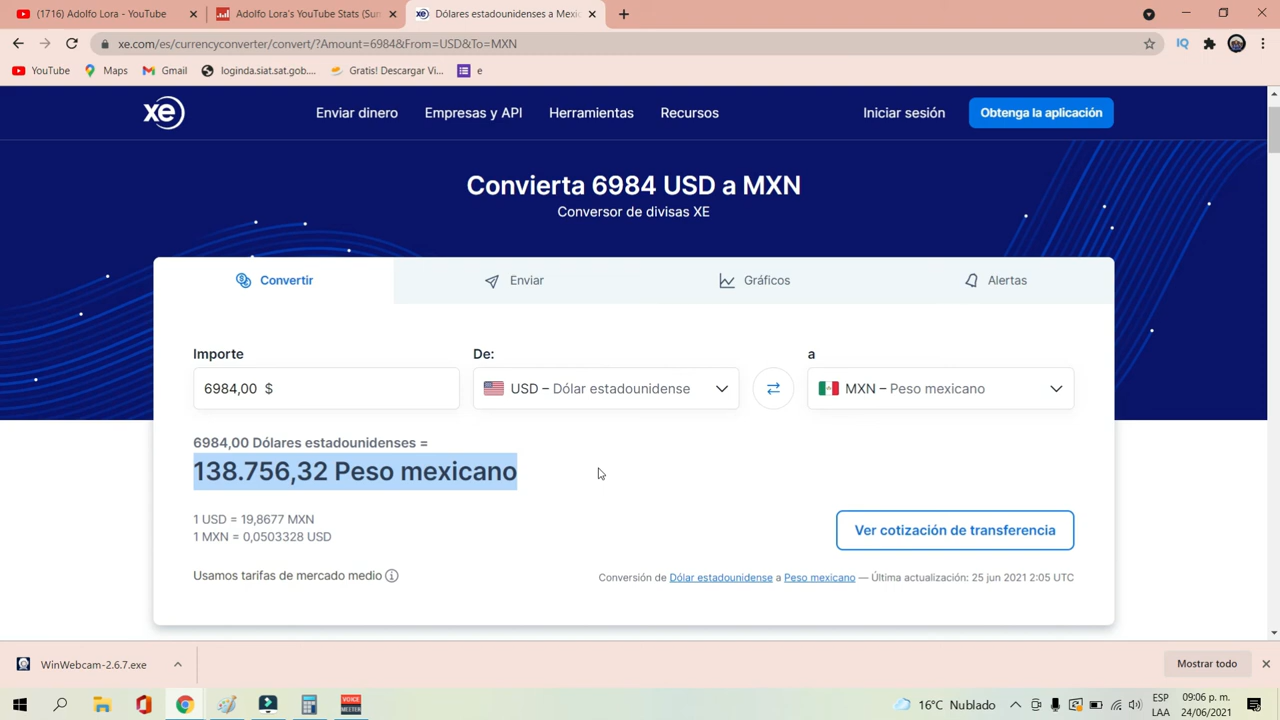 (1716) Adolfo Lora - YouTube
Adolfo Lora's YouTube Stats (Sun
Dólares estadounidenses a Mexic
xe.com/es/currencyconverter/convert/?Amount=6984&From=USD&To=MXN
YouTube
Maps
Gmail
loginda.siat.sat.gob....
Gratis! Descargar Vi...
e
xe
Enviar dinero
Empresas y API
Herramientas
Recursos
Iniciar sesión
Obtenga la aplicación
Convierta 6984 USD a MXN
Conversor de divisas XE
Convertir
Enviar
Gráficos
Alertas
Importe
De:
a
6984,00 $
USD – Dólar estadounidense
MXN – Peso mexicano
6984,00 Dólares estadounidenses =
138.756,32 Peso mexicano
1 USD = 19,8677 MXN
1 MXN = 0,0503328 USD
Ver cotización de transferencia
Usamos tarifas de mercado medio
Conversión de Dólar estadounidense a Peso mexicano — Última actualización: 25 jun 2021 2:05 UTC
WinWebcam-2.6.7.exe
Mostrar todo
VOICE
MEETER
16°C Nublado
ESP
LAA
09:06 p. m.
24/06/2021